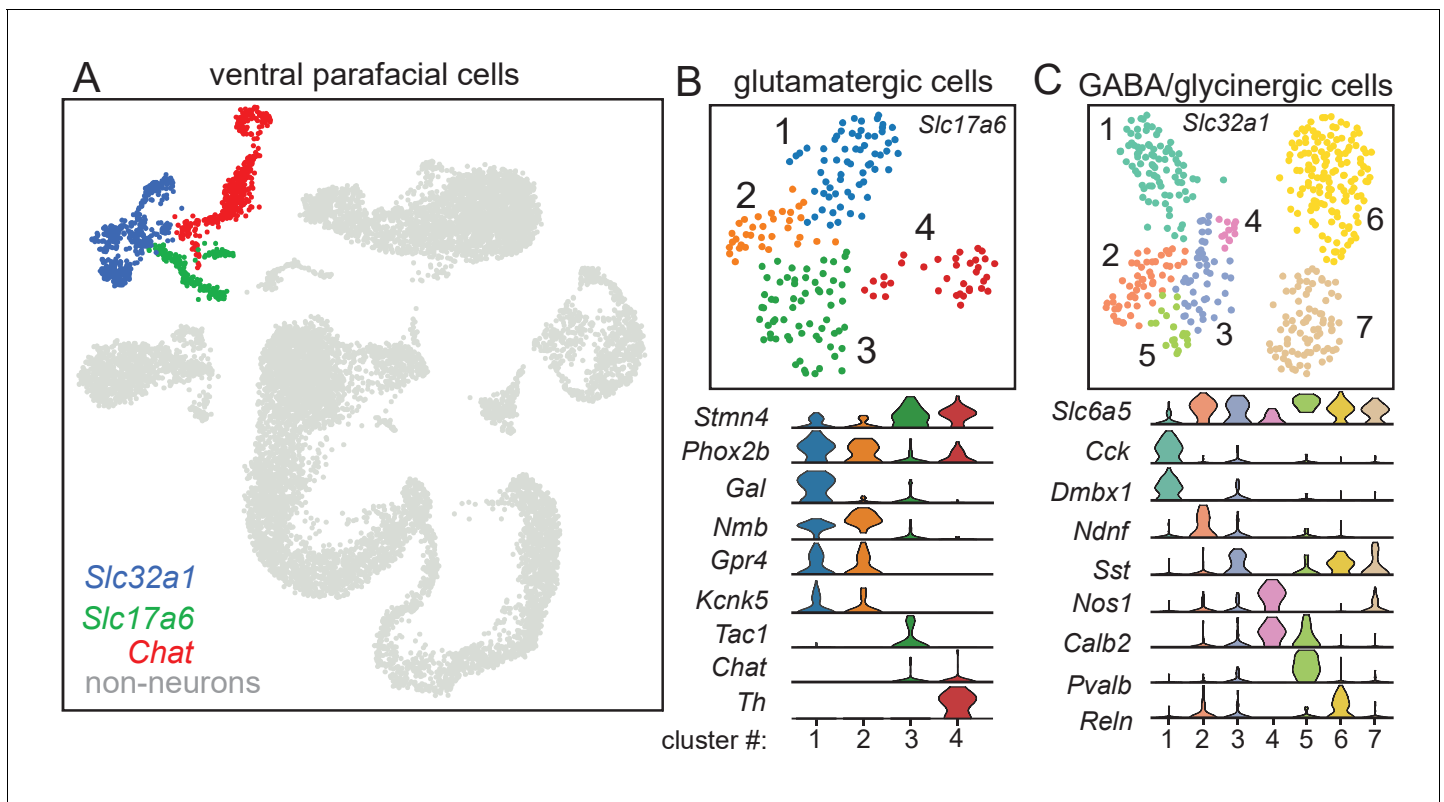 A
ventral parafacial cells
Slc32a1
Slc17a6
Chat
non-neurons
B
glutamatergic cells
Slc17a6
1
2
3
4
Stmn4
Phox2b
Gal
Nmb
Gpr4
Kcnk5
Tac1
Chat
Th
cluster #: 1 2 3 4
C
GABA/glycinergic cells
Slc32a1
1
2
3
4
5
6
7
Slc6a5
Cck
Dmbx1
Ndnf
Sst
Nos1
Calb2
Pvalb
Reln
1 2 3 4 5 6 7